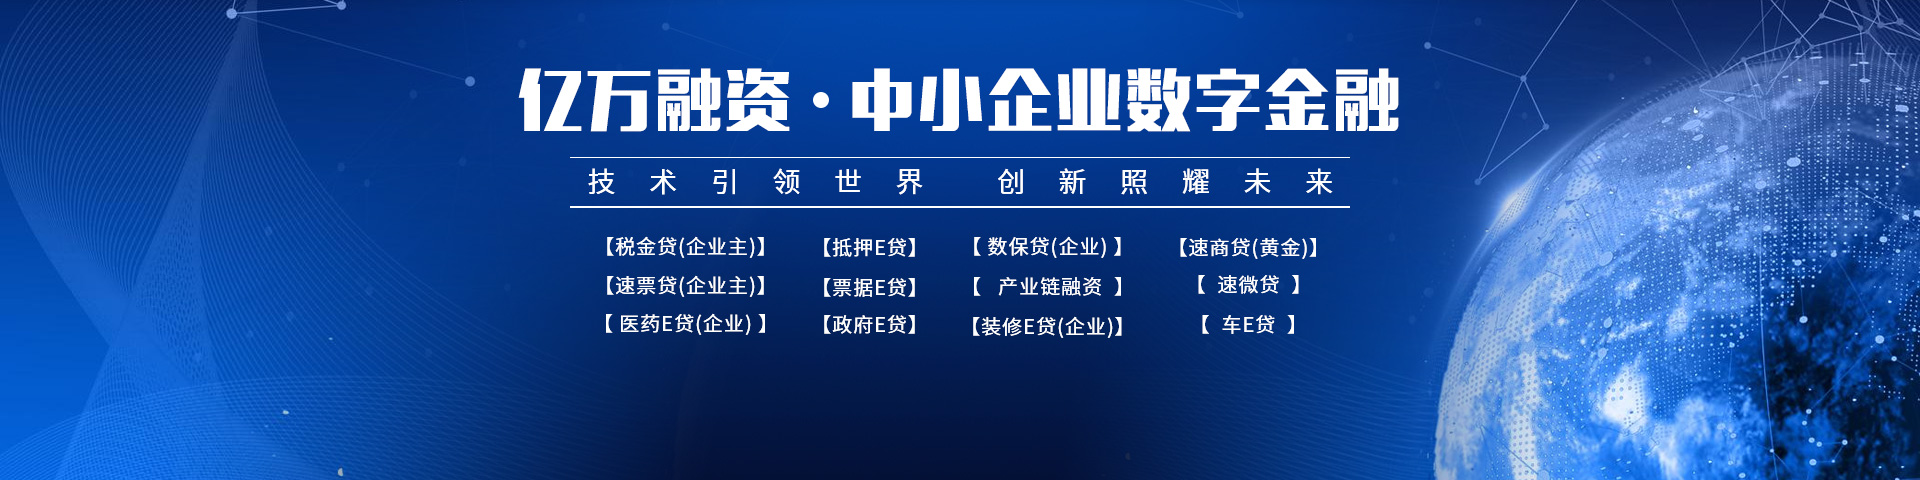 亿万融资·中小企业数字金融
技术引领世界 创新照耀未来
【税金贷(企业主)】 【抵押E贷】 【 数保贷(企业) 】 【速商贷(黄金)】
【速票贷(企业主)】 【票据E贷】 【 产业链融资 】 【 速微贷 】
【 医药E贷(企业) 】 【政府E贷】 【装修E贷(企业)】 【 车E贷 】